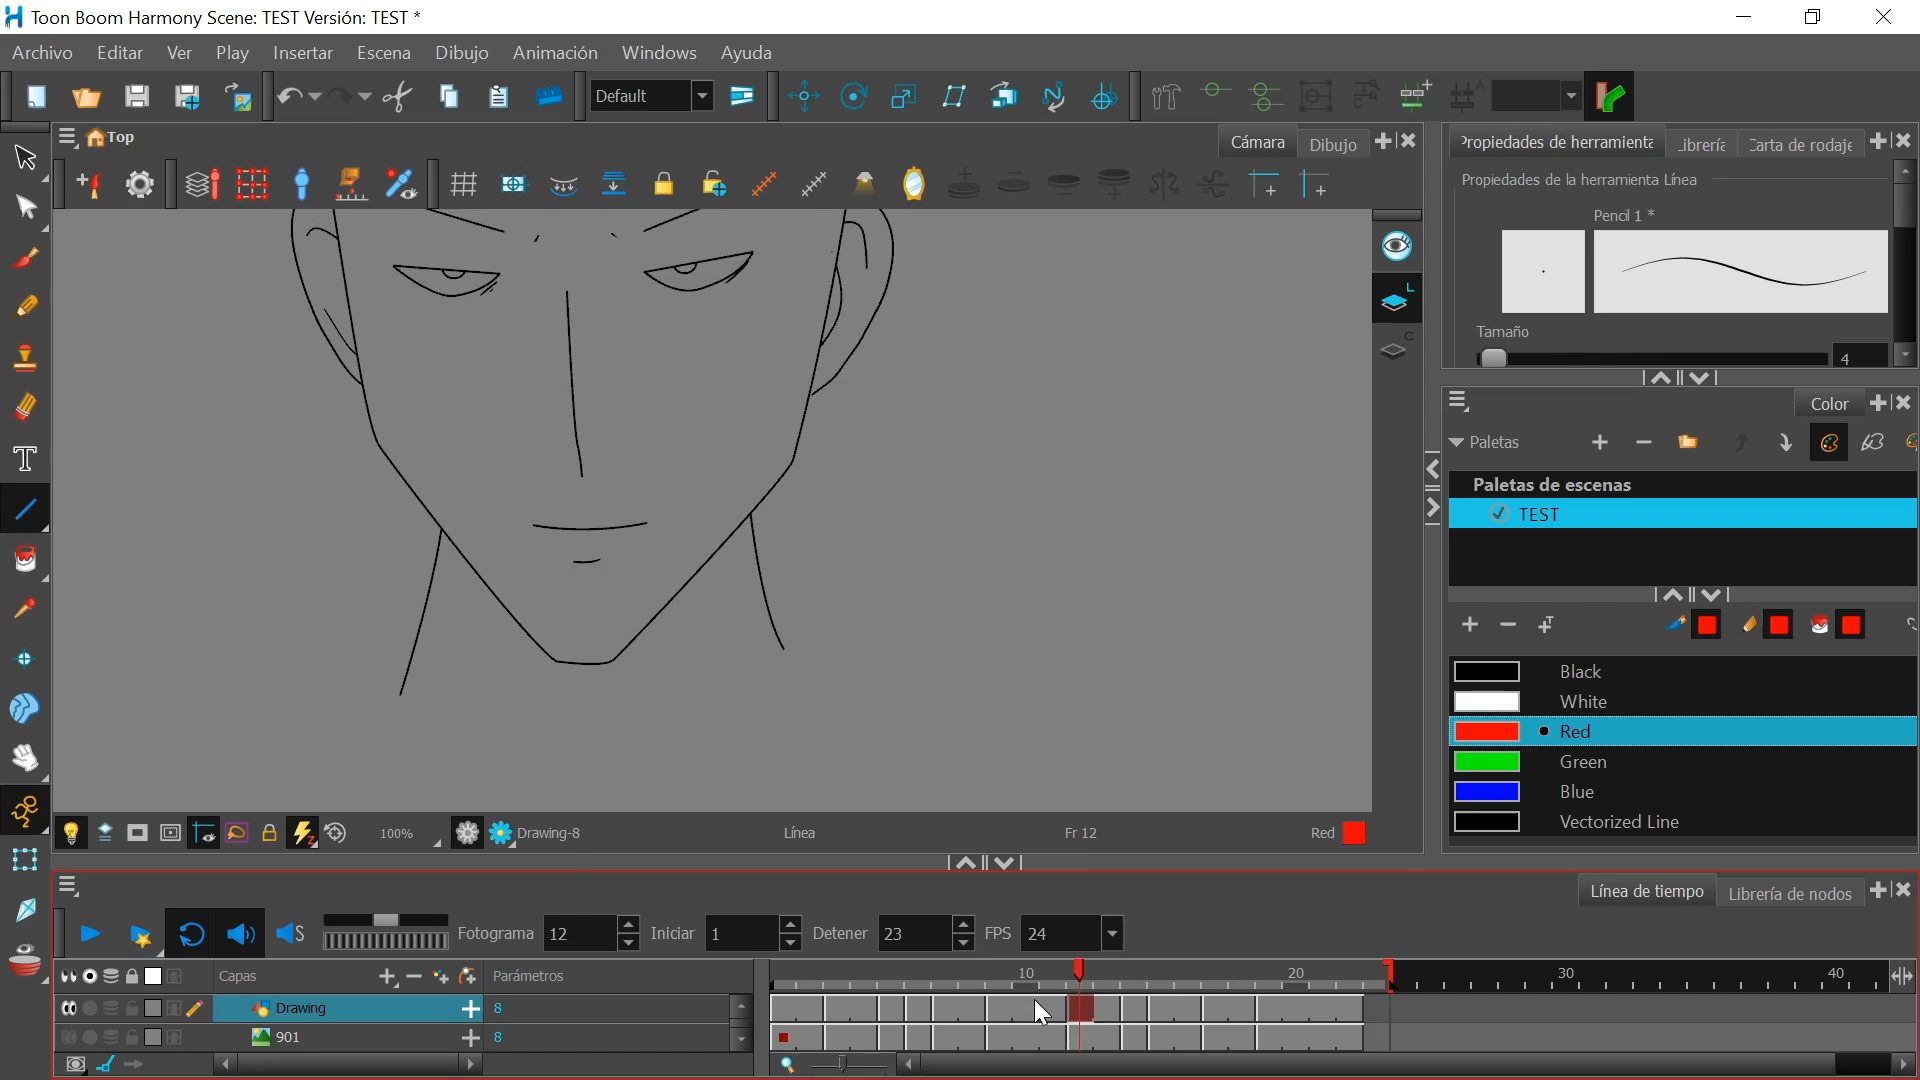 Toon Boom Harmony Scene: TEST Versión: TEST *
Archivo Editar Ver Play Insertar Escena Dibujo Animación Windows Ayuda
Default
Top
Cámara Dibujo
Propiedades de herramienta Librería Carta de rodaje
Propiedades de la herramienta Línea
Pencil 1 *
Tamaño
4
L
C
Color
Paletas
Paletas de escenas
TEST
Black
White
Red
Green
Blue
Vectorized Line
100% Drawing-8 Línea Fr 12 Red
Línea de tiempo Librería de nodos
S Fotograma 12 Iniciar 1 Detener 23 FPS 24
Capas Parámetros 10 20 30 40
Drawing 8
901 8